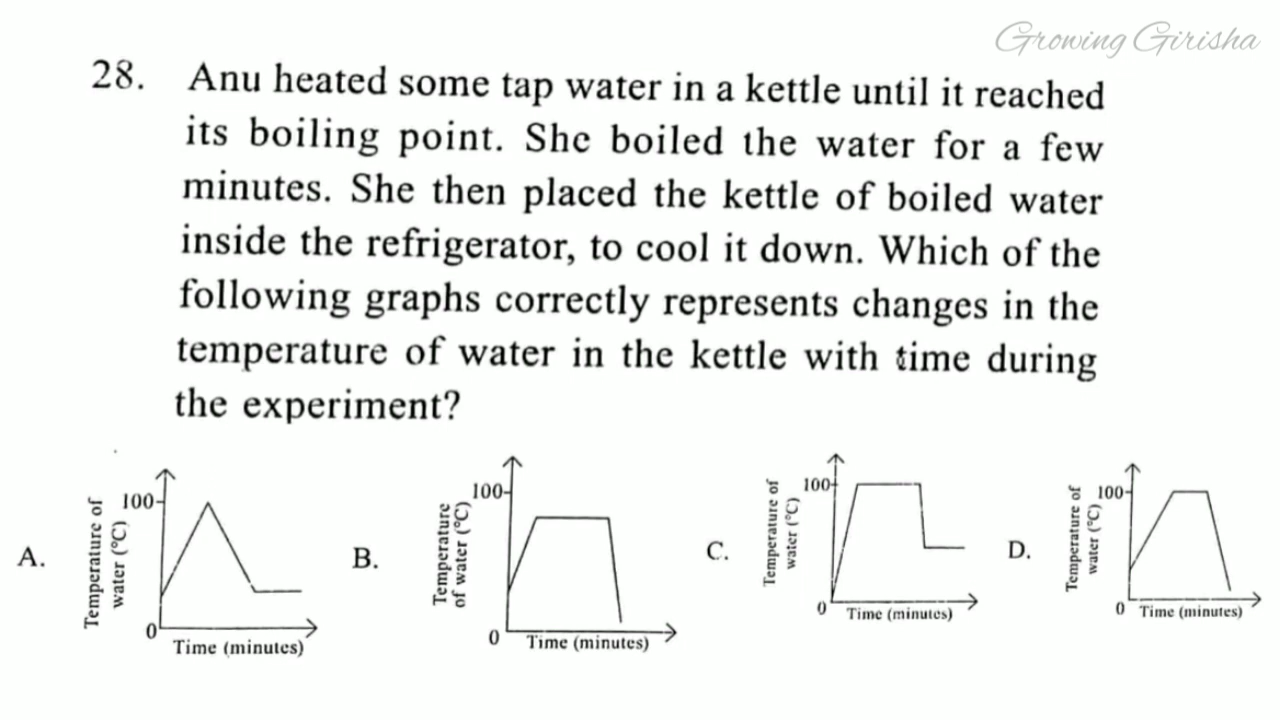 Growing Girisha
28. Anu heated some tap water in a kettle until it reached
its boiling point. She boiled the water for a few
minutes. She then placed the kettle of boiled water
inside the refrigerator, to cool it down. Which of the
following graphs correctly represents changes in the
temperature of water in the kettle with time during
the experiment?
A.
Temperature of
water (°C)
100
0
Time (minutes)
B.
Temperature
of water (°C)
100
0
Time (minutes)
C.
Temperature of
water (°C)
100
0
Time (minutes)
D.
Temperature of
water (°C)
100
0
Time (minutes)